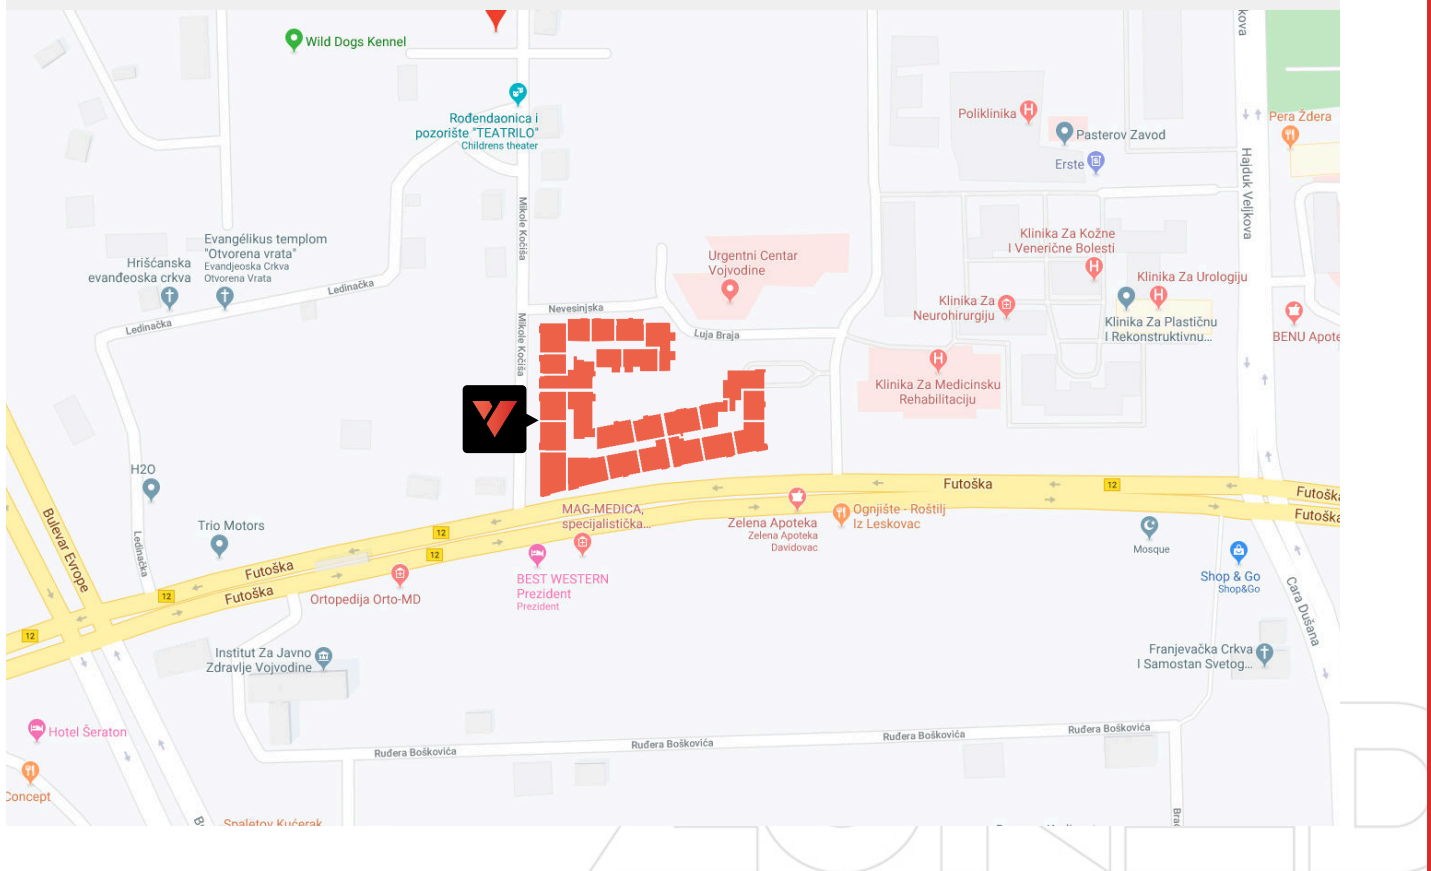 kova
Wild Dogs Kennel
Rođendaonica i
pozorište "TEATRILO"
Childrens theater
Poliklinika
Pasterov Zavod
Erste
Pera Ždera
Hajduk Veljkova
Mikole Kočiša
Evangélikus templom
"Otvorena vrata"
Evandjeoska Crkva
Otvorena Vrata
Hrišćanska
evanđeoska crkva
Ledinačka
Ledinačka
Urgentni Centar
Vojvodine
Klinika Za Kožne
I Venerične Bolesti
Klinika Za Urologiju
Klinika Za
Neurohirurgiju
Klinika Za Plastičnu
I Rekonstruktivnu...
BENU Apote
Nevesinjska
Luja Braja
Mikole Kočiša
Klinika Za Medicinsku
Rehabilitaciju
H2O
Trio Motors
Ledinačka
Bulevar Evrope
Futoška
12
Futoška
Futoška
MAG-MEDICA,
specijalistička...
Zelena Apoteka
Zelena Apoteka
Davidovac
Ognjište - Roštilj
Iz Leskovac
Mosque
12
12
Futoška
Futoška
12
12
BEST WESTERN
Prezident
Prezident
Ortopedija Orto-MD
Shop & Go
Shop&Go
Cara Dušana
Institut Za Javno
Zdravlje Vojvodine
Franjevačka Crkva
I Samostan Svetog...
Hotel Šeraton
Ruđera Boškovića
Ruđera Boškovića
Ruđera Boškovića
Ruđera Boškovića
Concept
Spaletov Kućerak